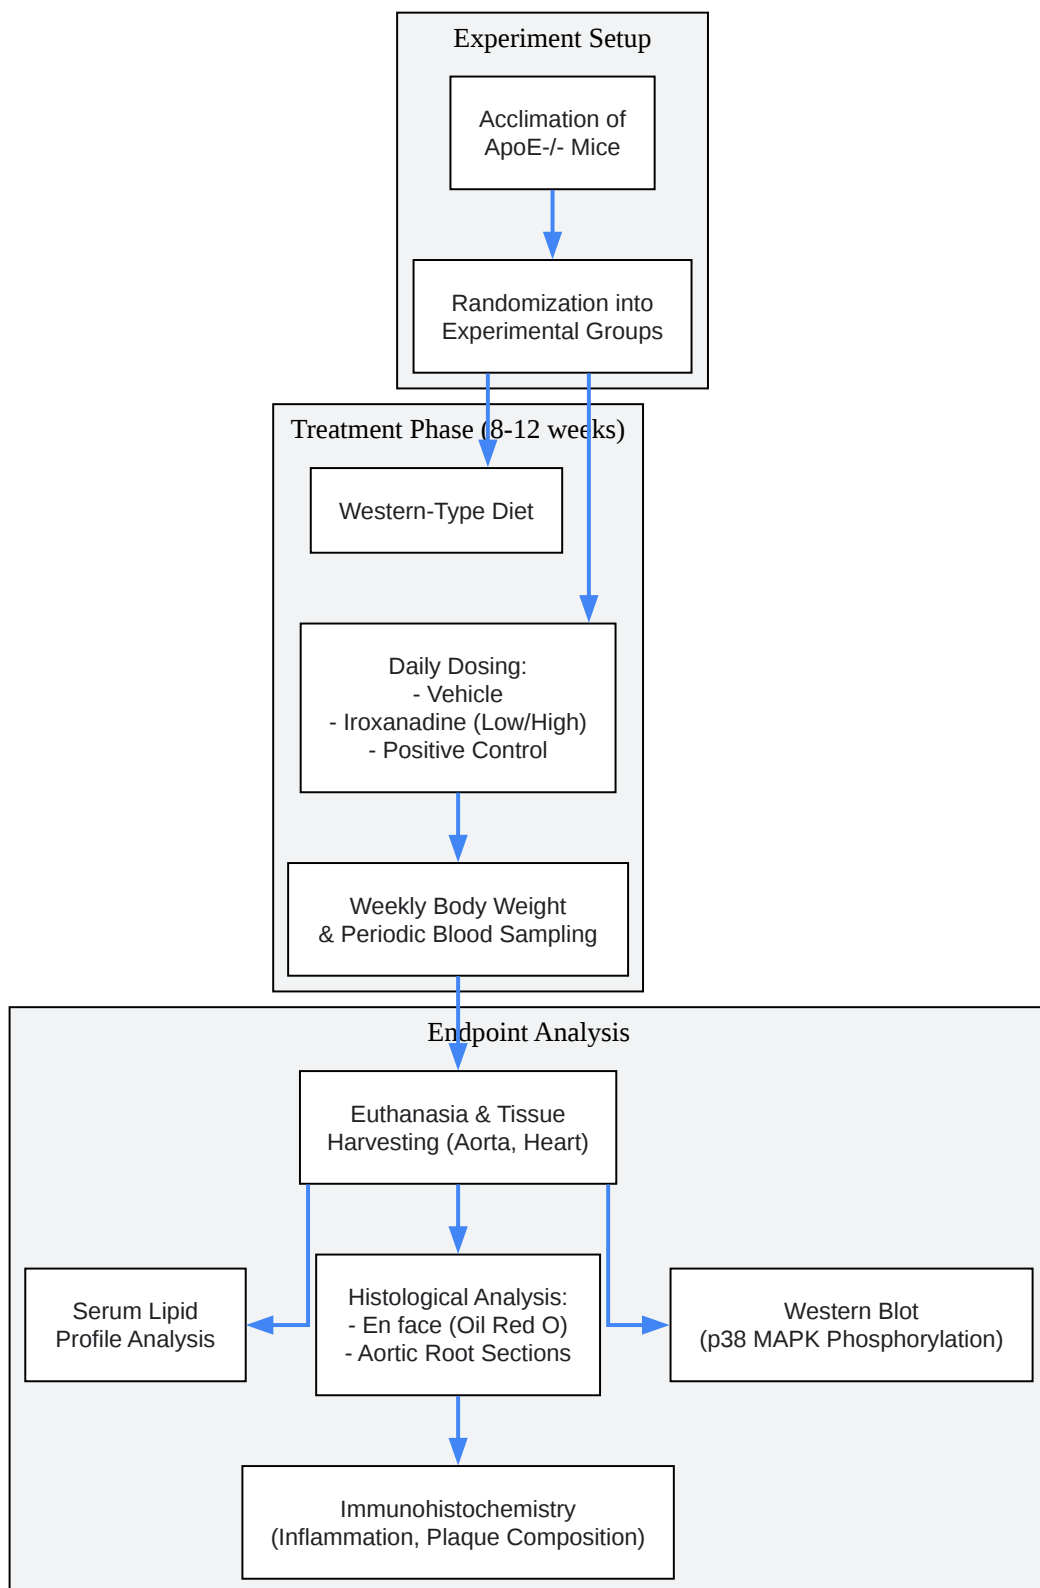 Experiment Setup
Acclimation of
ApoE-/- Mice
Randomization into
Experimental Groups
Treatment Phase (8-12 weeks)
Western-Type Diet
Daily Dosing:
- Vehicle
- Iroxanadine (Low/High)
- Positive Control
Weekly Body Weight
& Periodic Blood Sampling
Endpoint Analysis
Euthanasia & Tissue
Harvesting (Aorta, Heart)
Serum Lipid
Profile Analysis
Histological Analysis:
- En face (Oil Red O)
- Aortic Root Sections
Western Blot
(p38 MAPK Phosphorylation)
Immunohistochemistry
(Inflammation, Plaque Composition)